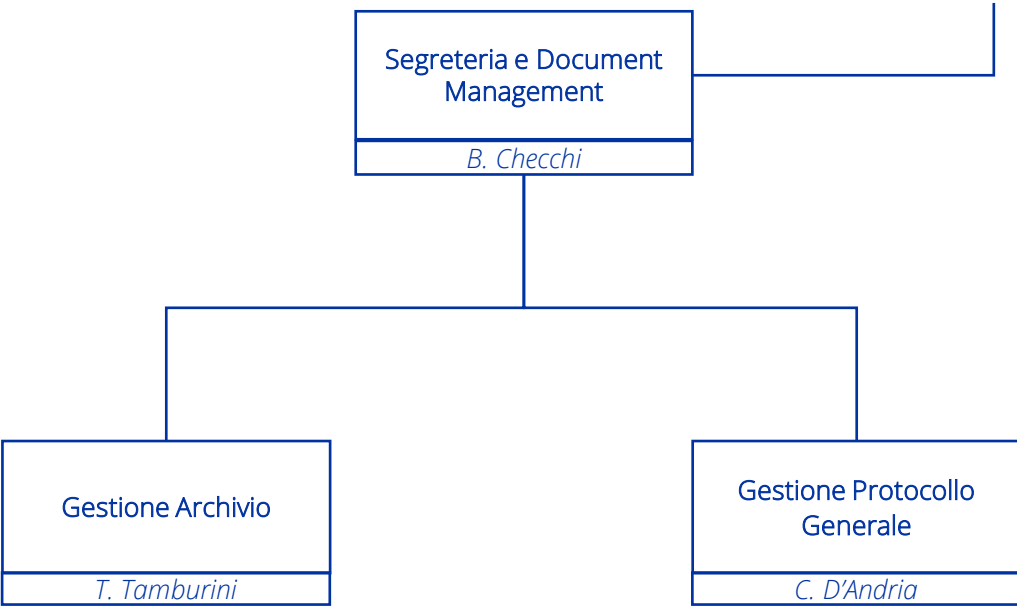 Segreteria e Document
Management
B. Checchi
Gestione Archivio
T. Tamburini
Gestione Protocollo
Generale
C. D’Andria